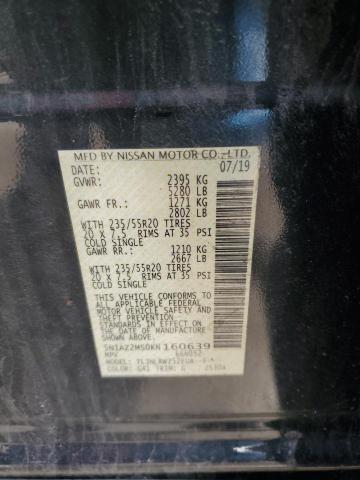 MFD BY NISSAN MOTOR CO., LTD.
DATE: 07/19
GVWR: 2395 KG
5280 LB
GAWR FR.: 1271 KG
2802 LB
WITH 235/55R20 TIRES
20 x 7.5 RIMS AT 35 PSI
COLD SINGLE
GAWR RR.: 1210 KG
2667 LB
WITH 235/55R20 TIRES
20 x 7.5 RIMS AT 35 PSI
COLD SINGLE
THIS VEHICLE CONFORMS TO
ALL APPLICABLE FEDERAL
MOTOR VEHICLE SAFETY AND
THEFT PREVENTION
STANDARDS IN EFFECT ON THE
DATE OF MANUFACTURE SHOWN
ABOVE.
5N1AZ2MS0KN160639
MPV
COLOR: GAT TRIM: G